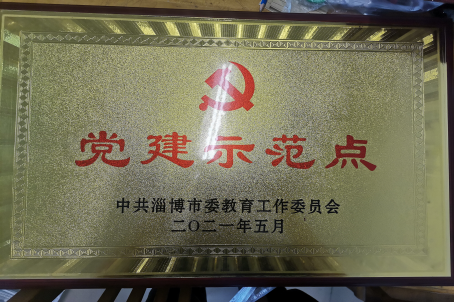 党建示范点
中共淄博市委教育工作委员会
二〇二一年五月